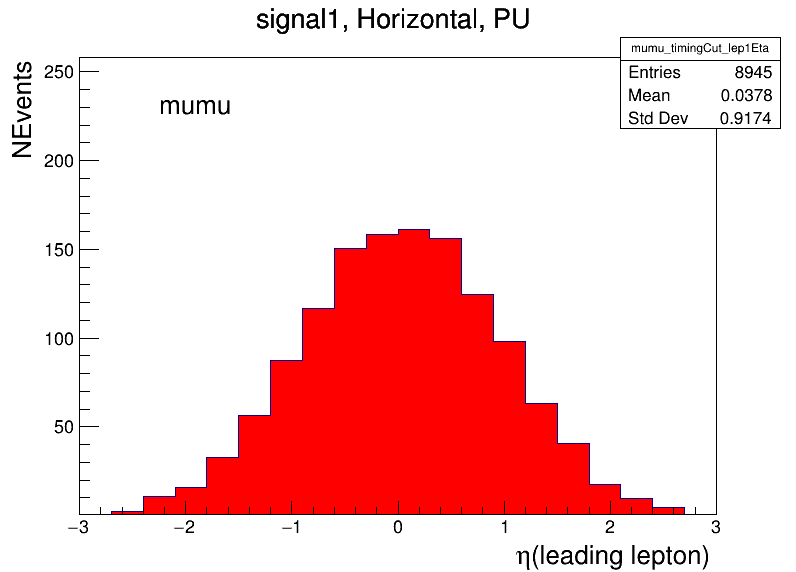 signal1, Horizontal, PU
mumu_timingCut_lep1Eta
Entries 8945
Mean 0.0378
Std Dev 0.9174
NEvents
mumu
250
200
150
100
50
−3 −2 −1 0 1 2 3
η(leading lepton)